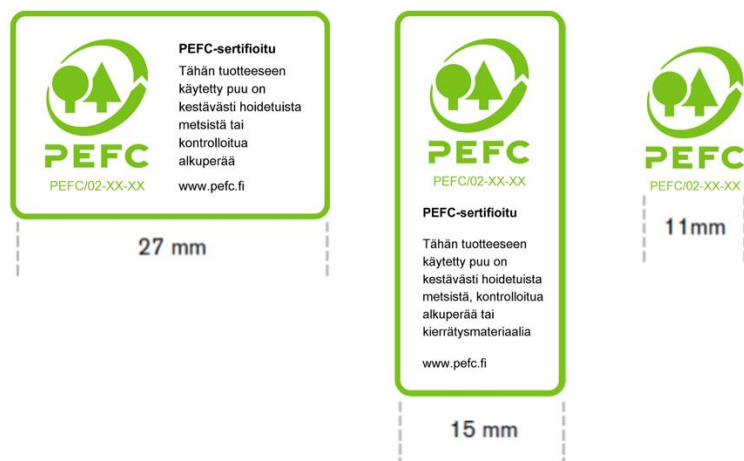 PEFC
PEFC/02-XX-XX
PEFC-sertifioitu
Tähän tuotteeseen
käytetty puu on
kestävästi hoidetuista
metsistä tai
kontrolloitua
alkuperää
www.pefc.fi
27 mm
PEFC
PEFC/02-XX-XX
PEFC-sertifioitu
Tähän tuotteeseen
käytetty puu on
kestävästi hoidetuista
metsistä, kontrolloitua
alkuperää tai
kierrätysmateriaalia
www.pefc.fi
15 mm
PEFC
PEFC/02-XX-XX
11mm